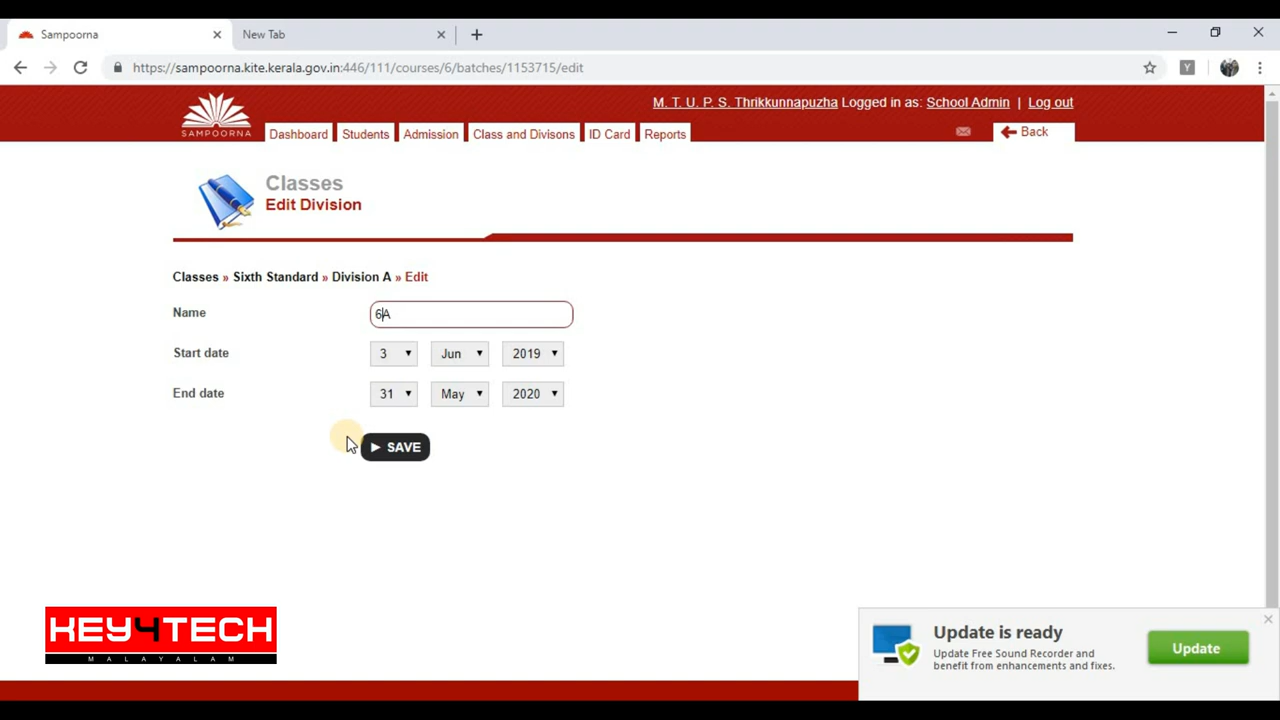 Sampoorna
New Tab
https://sampoorna.kite.kerala.gov.in:446/111/courses/6/batches/1153715/edit
Y
M. T. U. P. S. Thrikkunnapuzha Logged in as: School Admin | Log out
SAMPOORNA
Dashboard Students Admission Class and Divisons ID Card Reports
Back
Classes
Edit Division
Classes » Sixth Standard » Division A » Edit
Name 6A
Start date 3 Jun 2019
End date 31 May 2020
SAVE
KEY4TECH
MALAYALAM
Update is ready
Update Free Sound Recorder and
benefit from enhancements and fixes.
Update